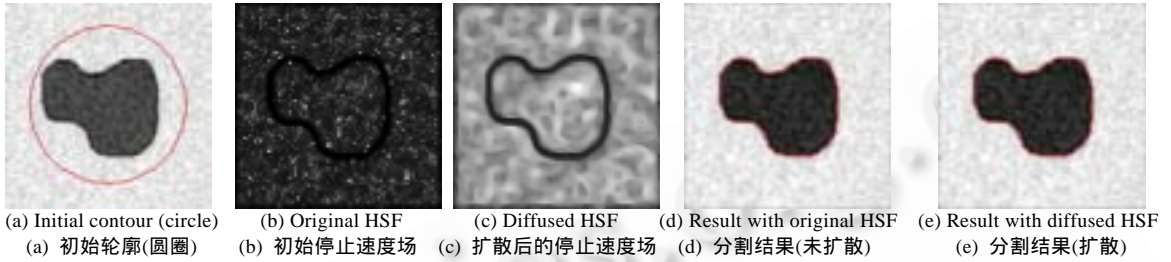 (a) Initial contour (circle) (b) Original HSF (c) Diffused HSF (d) Result with original HSF (e) Result with diffused HSF
(a) 初始轮廓(圆圈) (b) 初始停止速度场 (c) 扩散后的停止速度场 (d) 分割结果(未扩散) (e) 分割结果(扩散)